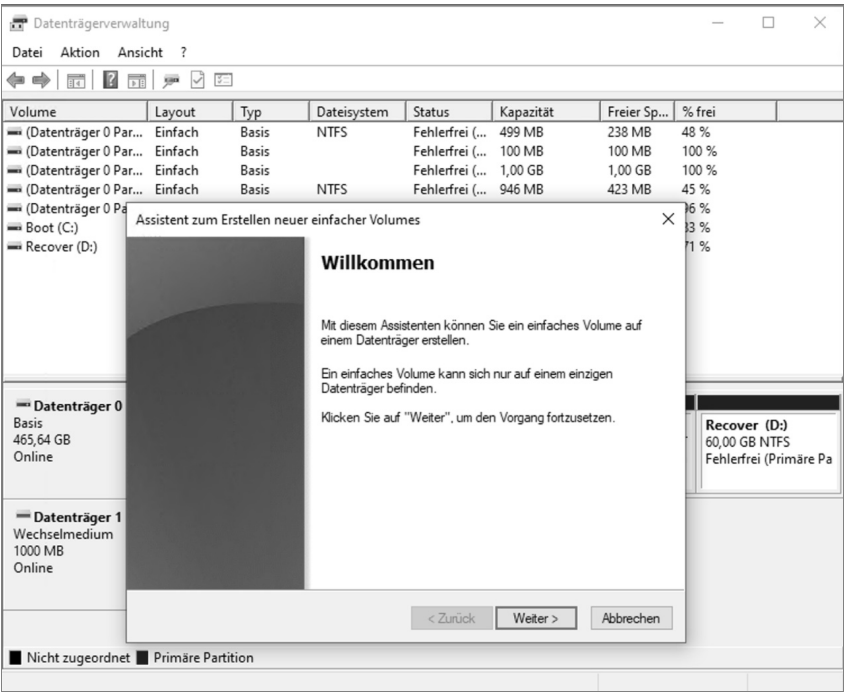 Datenträgerverwaltung
Datei Aktion Ansicht ?
Volume Layout Typ Dateisystem Status Kapazität Freier Sp... % frei
(Datenträger 0 Par... Einfach Basis NTFS Fehlerfrei (... 499 MB 238 MB 48 %
(Datenträger 0 Par... Einfach Basis Fehlerfrei (... 100 MB 100 MB 100 %
(Datenträger 0 Par... Einfach Basis Fehlerfrei (... 1,00 GB 1,00 GB 100 %
(Datenträger 0 Par... Einfach Basis NTFS Fehlerfrei (... 946 MB 423 MB 45 %
(Datenträger 0 Pa
Boot (C:)
Recover (D:)
Assistent zum Erstellen neuer einfacher Volumes
Willkommen
Mit diesem Assistenten können Sie ein einfaches Volume auf
einem Datenträger erstellen.
Ein einfaches Volume kann sich nur auf einem einzigen
Datenträger befinden.
Klicken Sie auf "Weiter", um den Vorgang fortzusetzen.
< Zurück Weiter > Abbrechen
Datenträger 0
Basis
465,64 GB
Online
Recover (D:)
60,00 GB NTFS
Fehlerfrei (Primäre Pa
Datenträger 1
Wechselmedium
1000 MB
Online
Nicht zugeordnet Primäre Partition